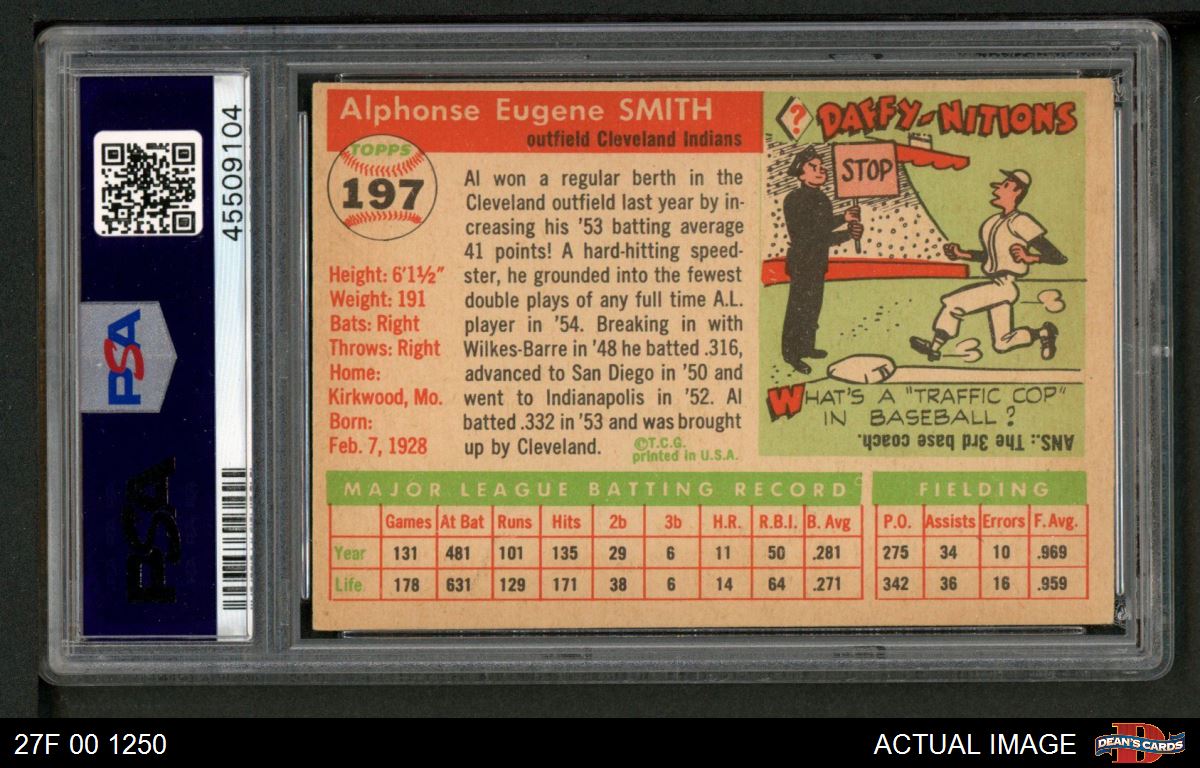 45509104
PSA
PSA
Alphonse Eugene SMITH
outfield Cleveland Indians
TOPPS
197
Height: 6'1½"
Weight: 191
Bats: Right
Throws: Right
Home:
Kirkwood, Mo.
Born:
Feb. 7, 1928
Al won a regular berth in the
Cleveland outfield last year by in-
creasing his '53 batting average
41 points! A hard-hitting speed-
ster, he grounded into the fewest
double plays of any full time A.L.
player in '54. Breaking in with
Wilkes-Barre in '48 he batted .316,
advanced to San Diego in '50 and
went to Indianapolis in '52. Al
batted .332 in '53 and was brought
up by Cleveland.
©T.C.G.
printed in U.S.A.
? DAFFY-NITIONS
STOP
WHAT'S A "TRAFFIC COP"
IN BASEBALL?
ANS.: The 3rd base coach.
MAJOR LEAGUE BATTING RECORD
Games At Bat Runs Hits 2b 3b H.R. R.B.I. B. Avg
Year 131 481 101 135 29 6 11 50 .281
Life 178 631 129 171 38 6 14 64 .271
FIELDING
P.O. Assists Errors F. Avg.
275 34 10 .969
342 36 16 .959
27F 00 1250
ACTUAL IMAGE
DEAN'S CARDS